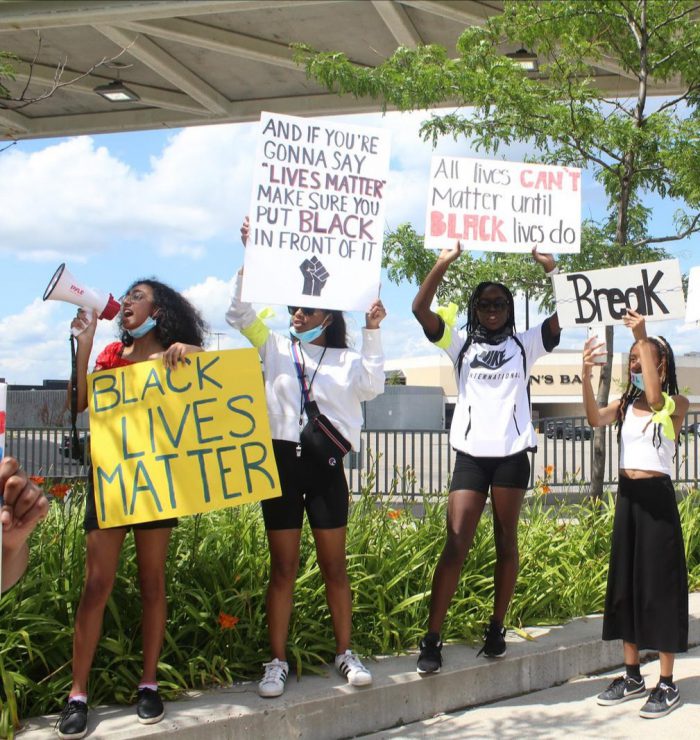 AND IF YOU'RE
GONNA SAY
"LIVES MATTER"
MAKE SURE YOU
PUT BLACK
IN FRONT OF IT
All lives CAN'T
Matter until
BLACK lives do
Break
BLACK
LIVES
MATTER
PYLE
NIKE
INTERNATIONAL
N'S BA